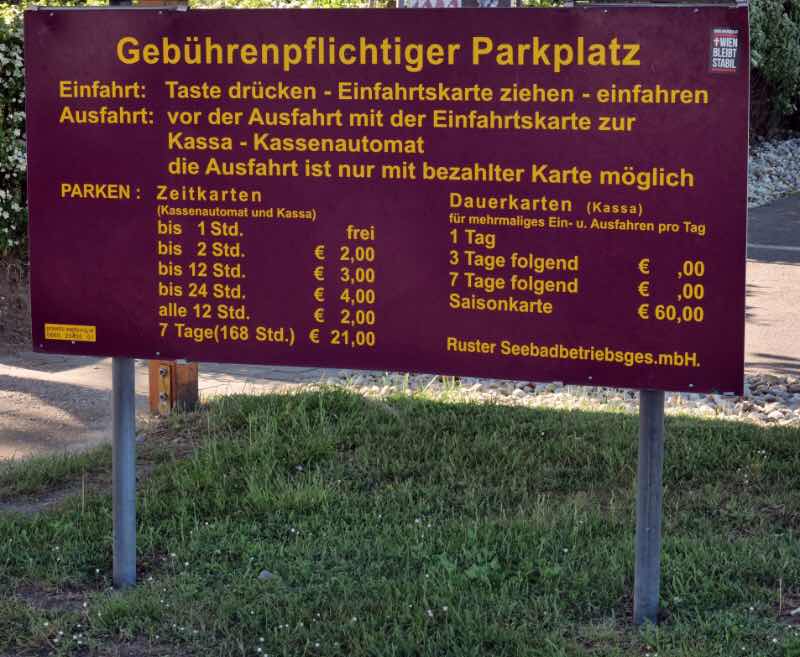 Gebührenpflichtiger Parkplatz
WIEN
BLEIBT
STABIL
Einfahrt: Taste drücken - Einfahrtskarte ziehen - einfahren
Ausfahrt: vor der Ausfahrt mit der Einfahrtskarte zur
Kassa - Kassenautomat
die Ausfahrt ist nur mit bezahlter Karte möglich
PARKEN : Zeitkarten
(Kassenautomat und Kassa)
bis 1 Std. frei
bis 2 Std. € 2,00
bis 12 Std. € 3,00
bis 24 Std. € 4,00
alle 12 Std. € 2,00
7 Tage(168 Std.) € 21,00
Dauerkarten (Kassa)
für mehrmaliges Ein- u. Ausfahren pro Tag
1 Tag
3 Tage folgend € ,00
7 Tage folgend € ,00
Saisonkarte € 60,00
Ruster Seebadbetriebsges.mbH.